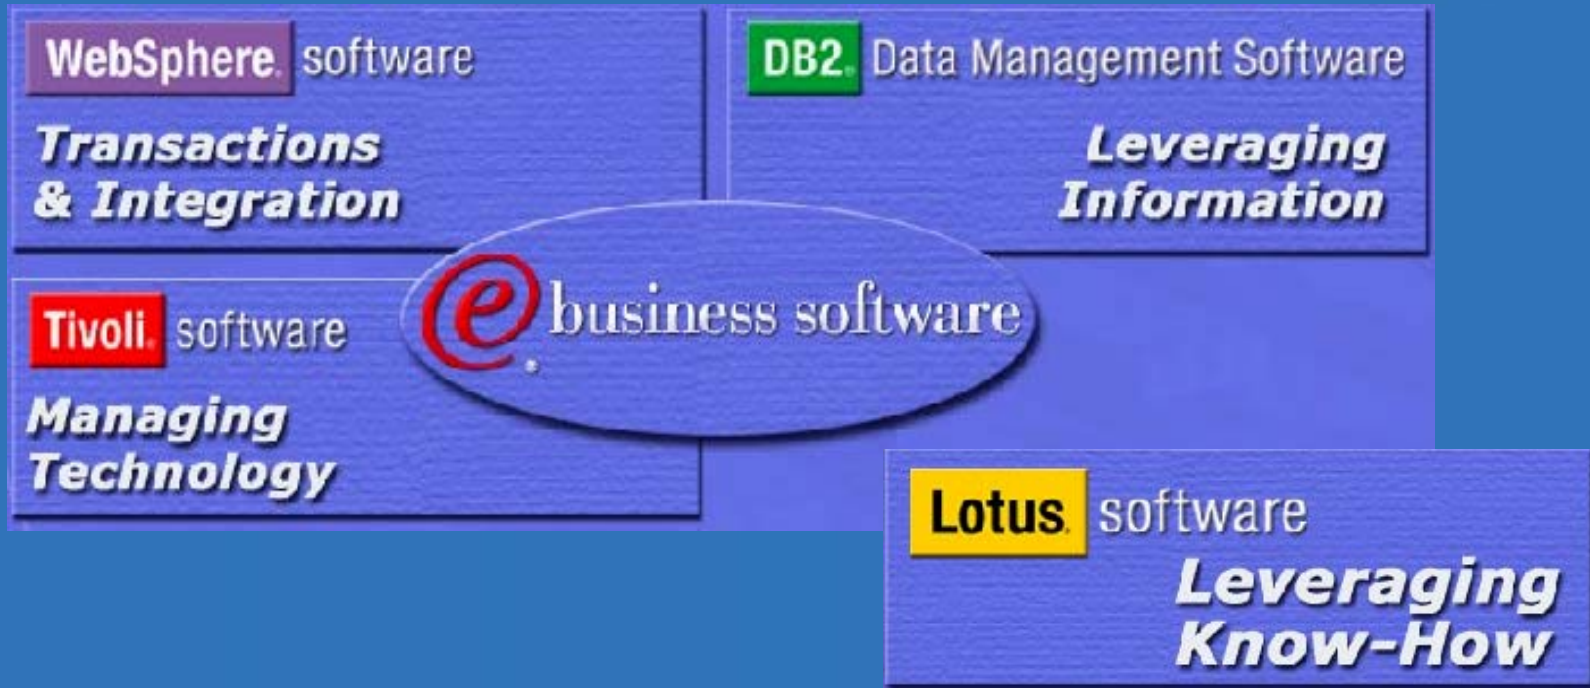 WebSphere® software
Transactions
& Integration
DB2® Data Management Software
Leveraging
Information
Tivoli® software
Managing
Technology
e® business software
Lotus® software
Leveraging
Know-How